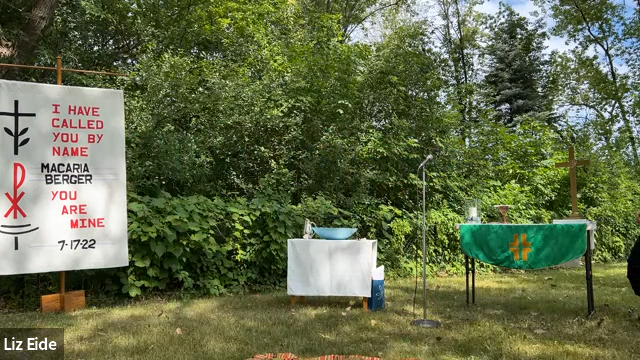 I HAVE
CALLED
YOU BY
NAME
MACARIA
BERGER
YOU
ARE
MINE
7-17-22
Liz Eide